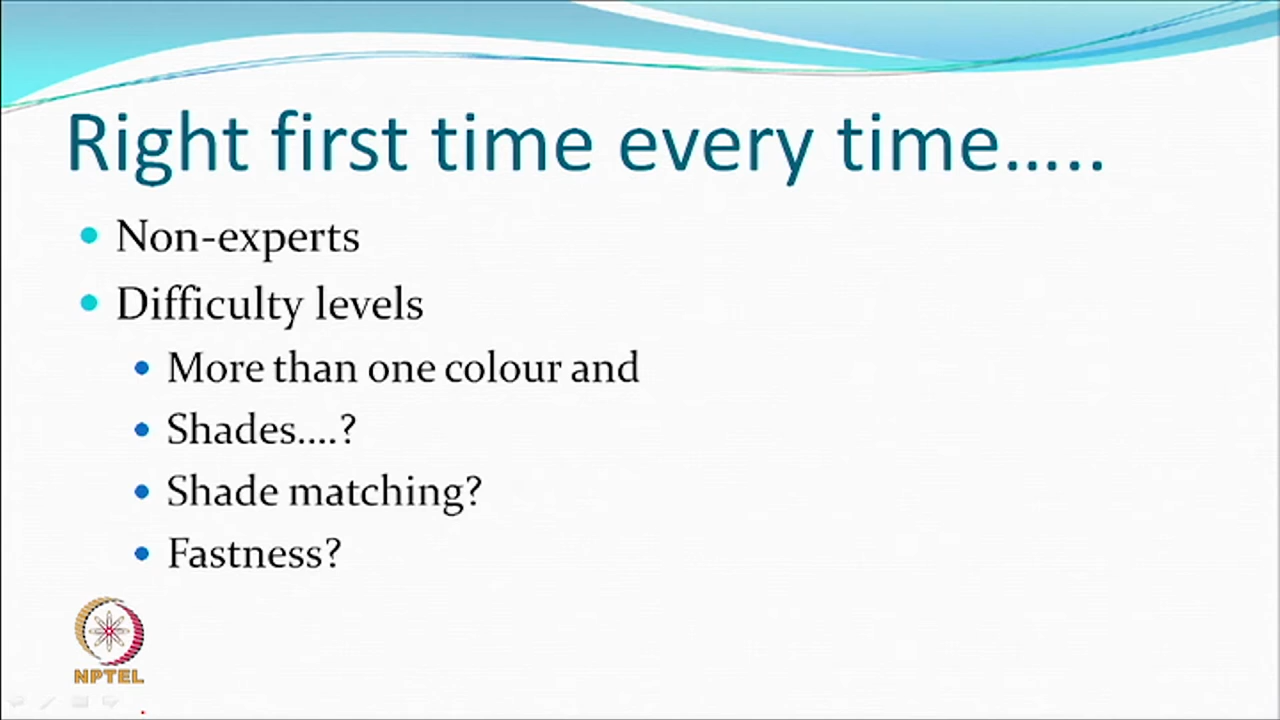 Right first time every time.....
Non-experts
Difficulty levels
More than one colour and
Shades....?
Shade matching?
Fastness?
NPTEL